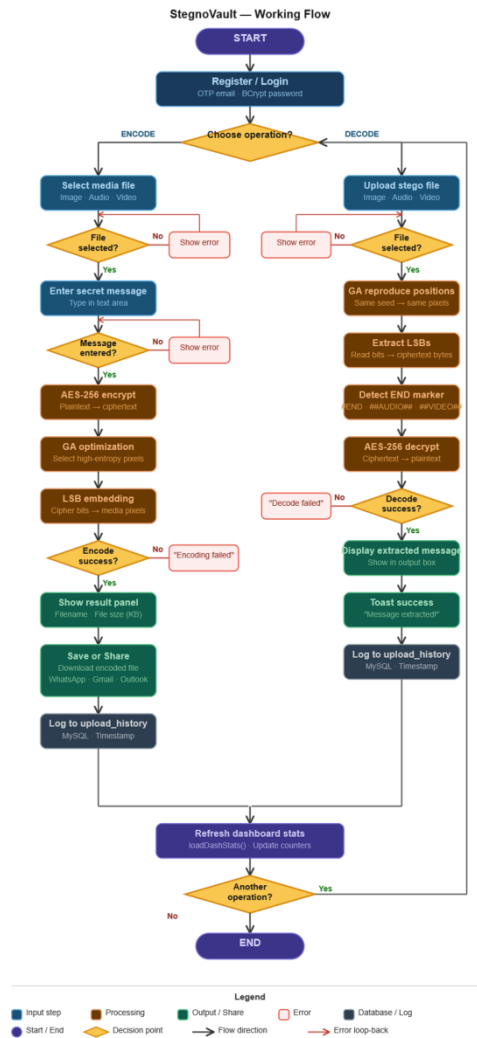 StegnoVault — Working Flow
START
Register / Login
OTP email · BCrypt password
Choose operation?
ENCODE
DECODE
Select media file
Image · Audio · Video
File
selected?
No
Show error
Yes
Enter secret message
Type in text area
Message
entered?
No
Show error
Yes
AES-256 encrypt
Plaintext → ciphertext
GA optimization
Select high-entropy pixels
LSB embedding
Cipher bits → media pixels
Encode
success?
No
"Encoding failed"
Yes
Show result panel
Filename · File size (KB)
Save or Share
Download encoded file
WhatsApp · Gmail · Outlook
Log to upload_history
MySQL · Timestamp
Upload stego file
Image · Audio · Video
File
selected?
No
Show error
Yes
GA reproduce positions
Same seed → same pixels
Extract LSBs
Read bits → ciphertext bytes
Detect END marker
END · ##AUDIO## · ##VIDEO##
AES-256 decrypt
Ciphertext → plaintext
Decode
success?
No
"Decode failed"
Yes
Display extracted message
Show in output box
Toast success
"Message extracted!"
Log to upload_history
MySQL · Timestamp
Refresh dashboard stats
loadDashStats() · Update counters
Another
operation?
Yes
No
END
Legend
Input step
Processing
Output / Share
Error
Database / Log
Start / End
Decision point
Flow direction
Error loop-back